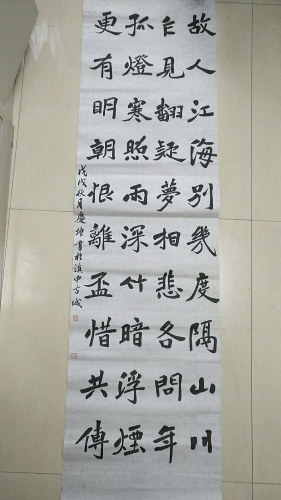 故人江海別幾度隔山川
乍見翻疑夢相悲各問年
孤燈寒照雨深竹暗浮煙
更有明朝恨離盃惜共傳
戊戌秋月慶坤書於滇中古城